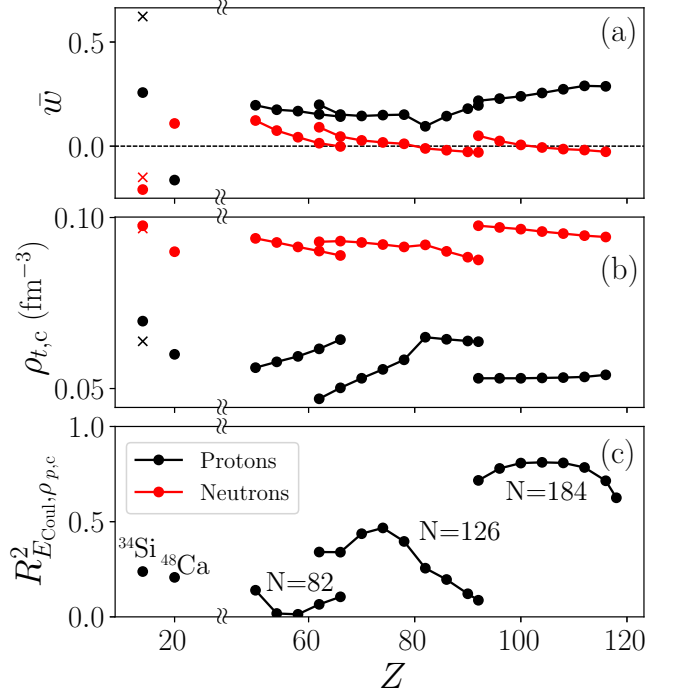 (a)
0.5
0.0
w̄
(b)
0.10
0.05
ρt,c (fm−3)
(c)
1.0
0.5
0.0
R2ECoul,ρp,c
Protons
Neutrons
34Si
48Ca
N=82
N=126
N=184
20
60
80
100
120
Z